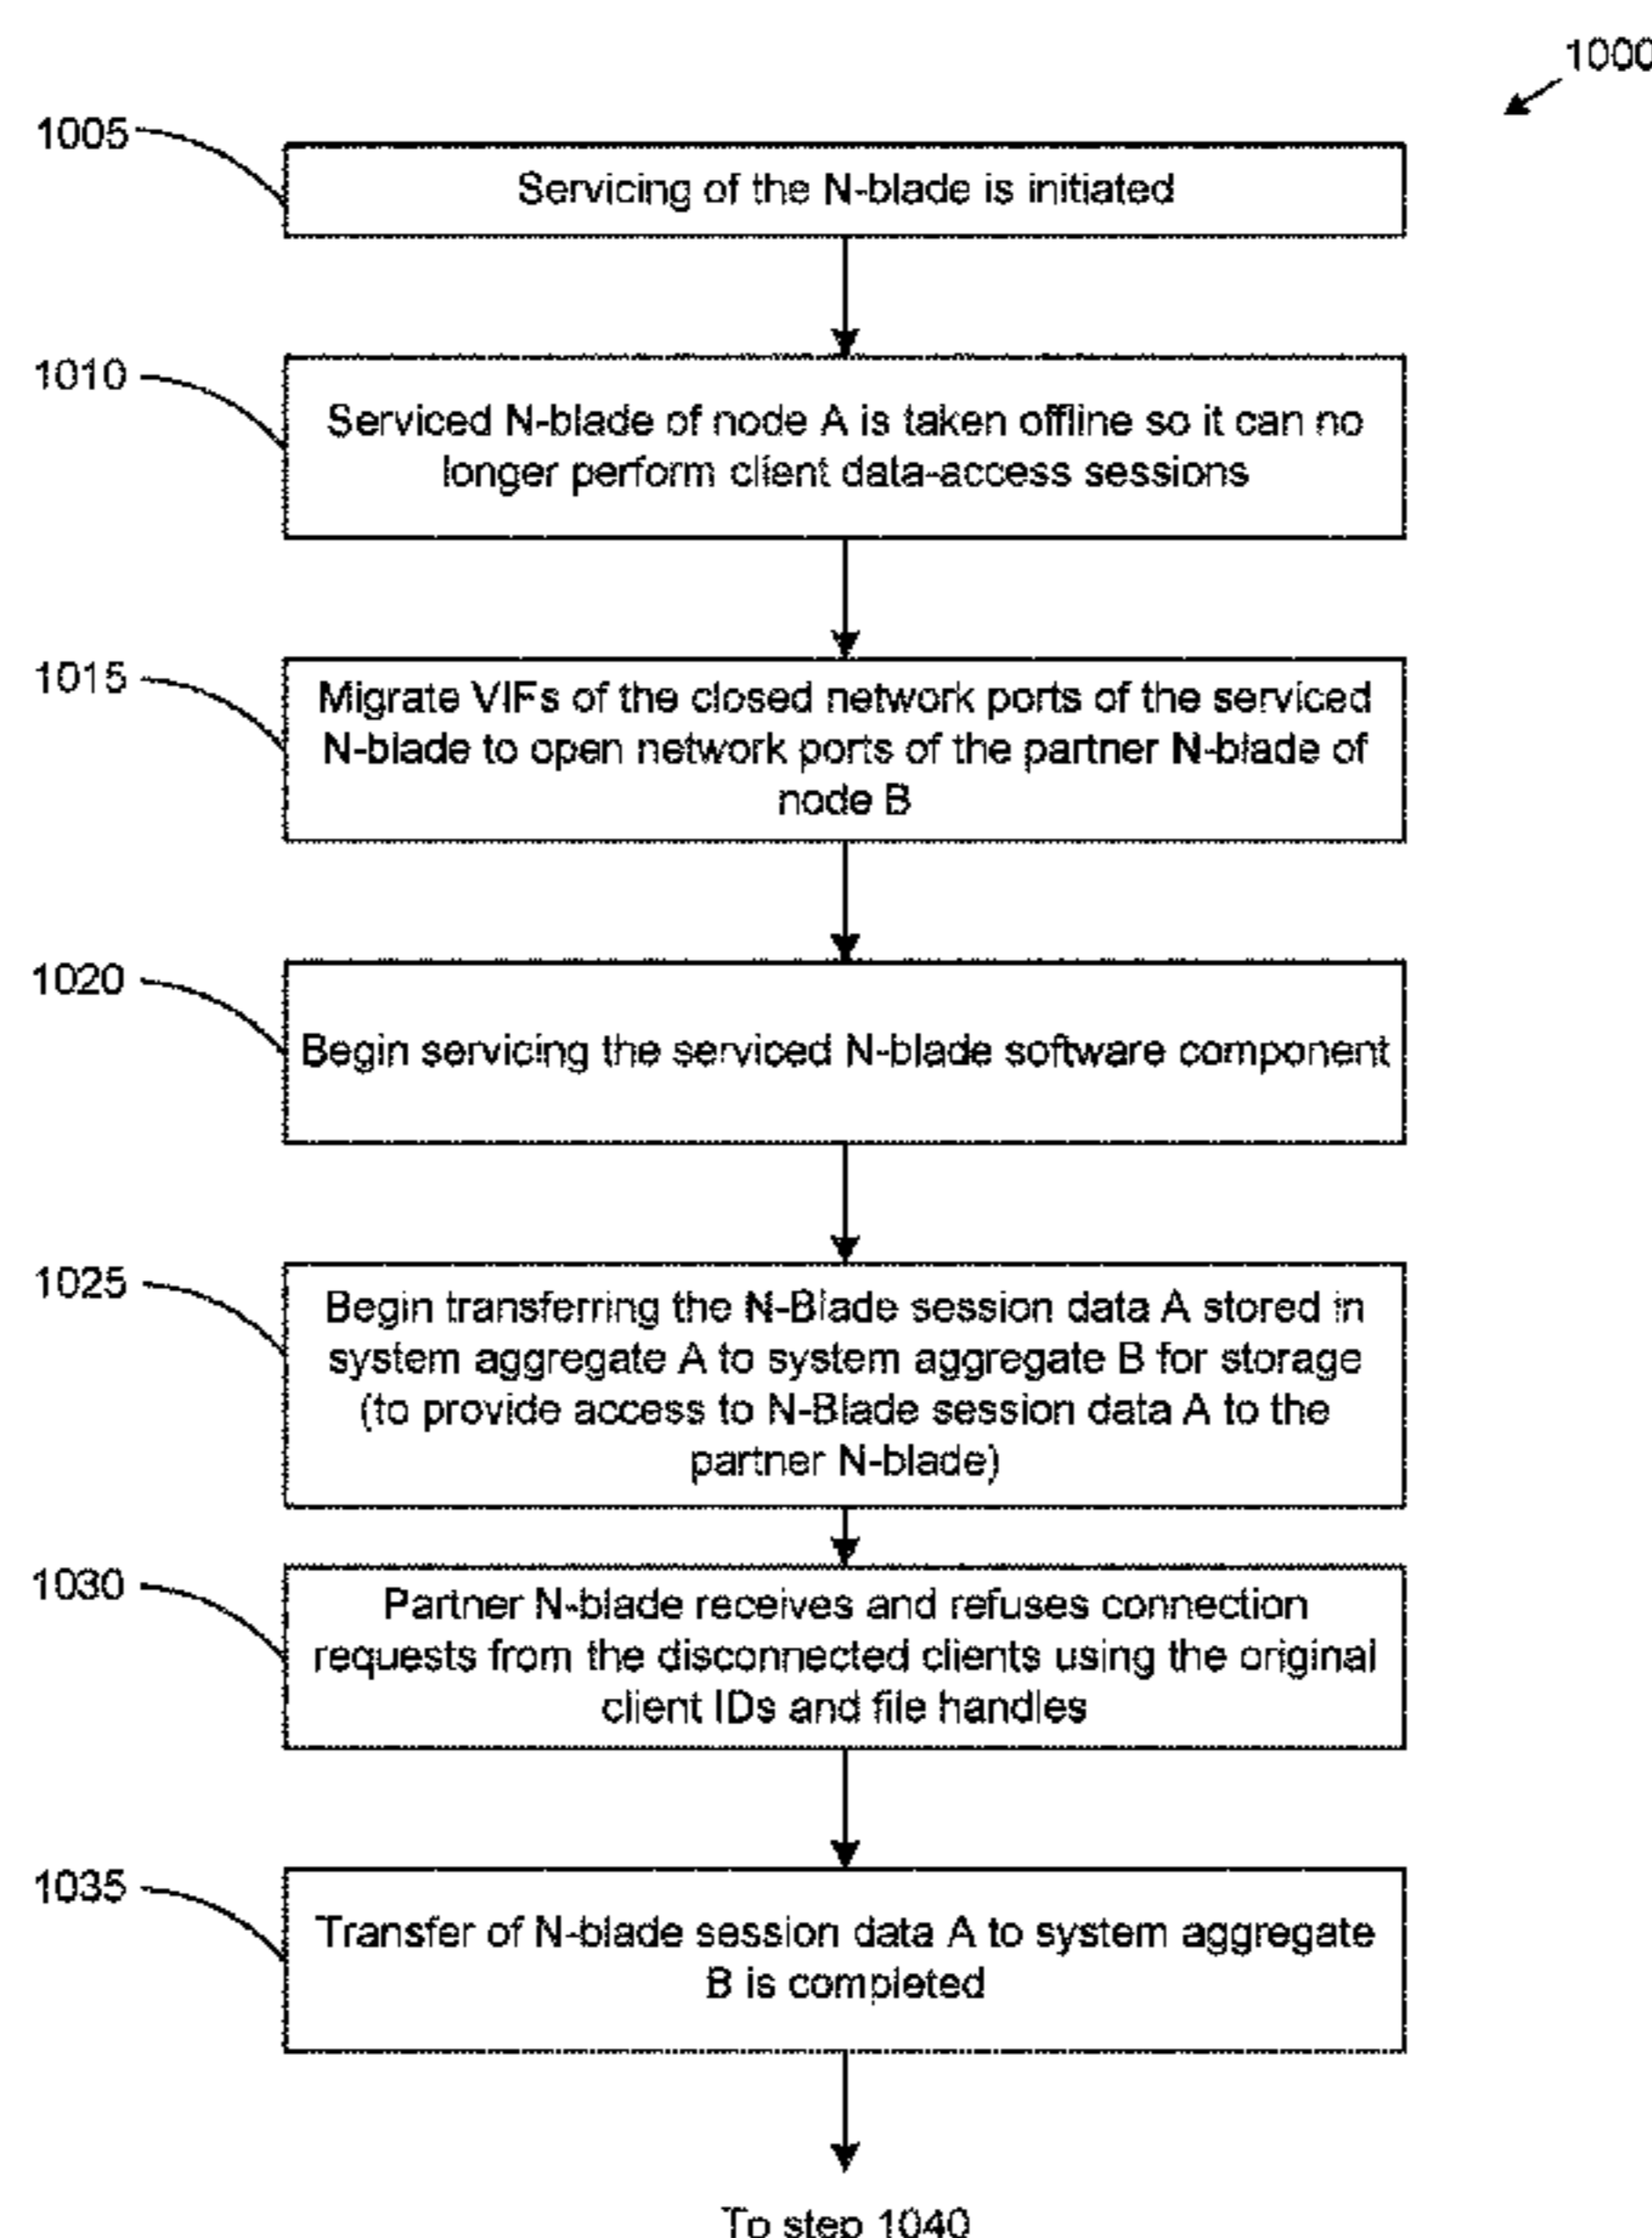 1000
1005
Servicing of the N-blade is initiated
1010
Serviced N-blade of node A is taken offline so it can no
longer perform client data-access sessions
1015
Migrate VIFs of the closed network ports of the serviced
N-blade to open network ports of the partner N-blade of
node B
1020
Begin servicing the serviced N-blade software component
1025
Begin transferring the N-Blade session data A stored in
system aggregate A to system aggregate B for storage
(to provide access to N-Blade session data A to the
partner N-blade)
1030
Partner N-blade receives and refuses connection
requests from the disconnected clients using the original
client IDs and file handles
1035
Transfer of N-blade session data A to system aggregate
B is completed
To step 1040